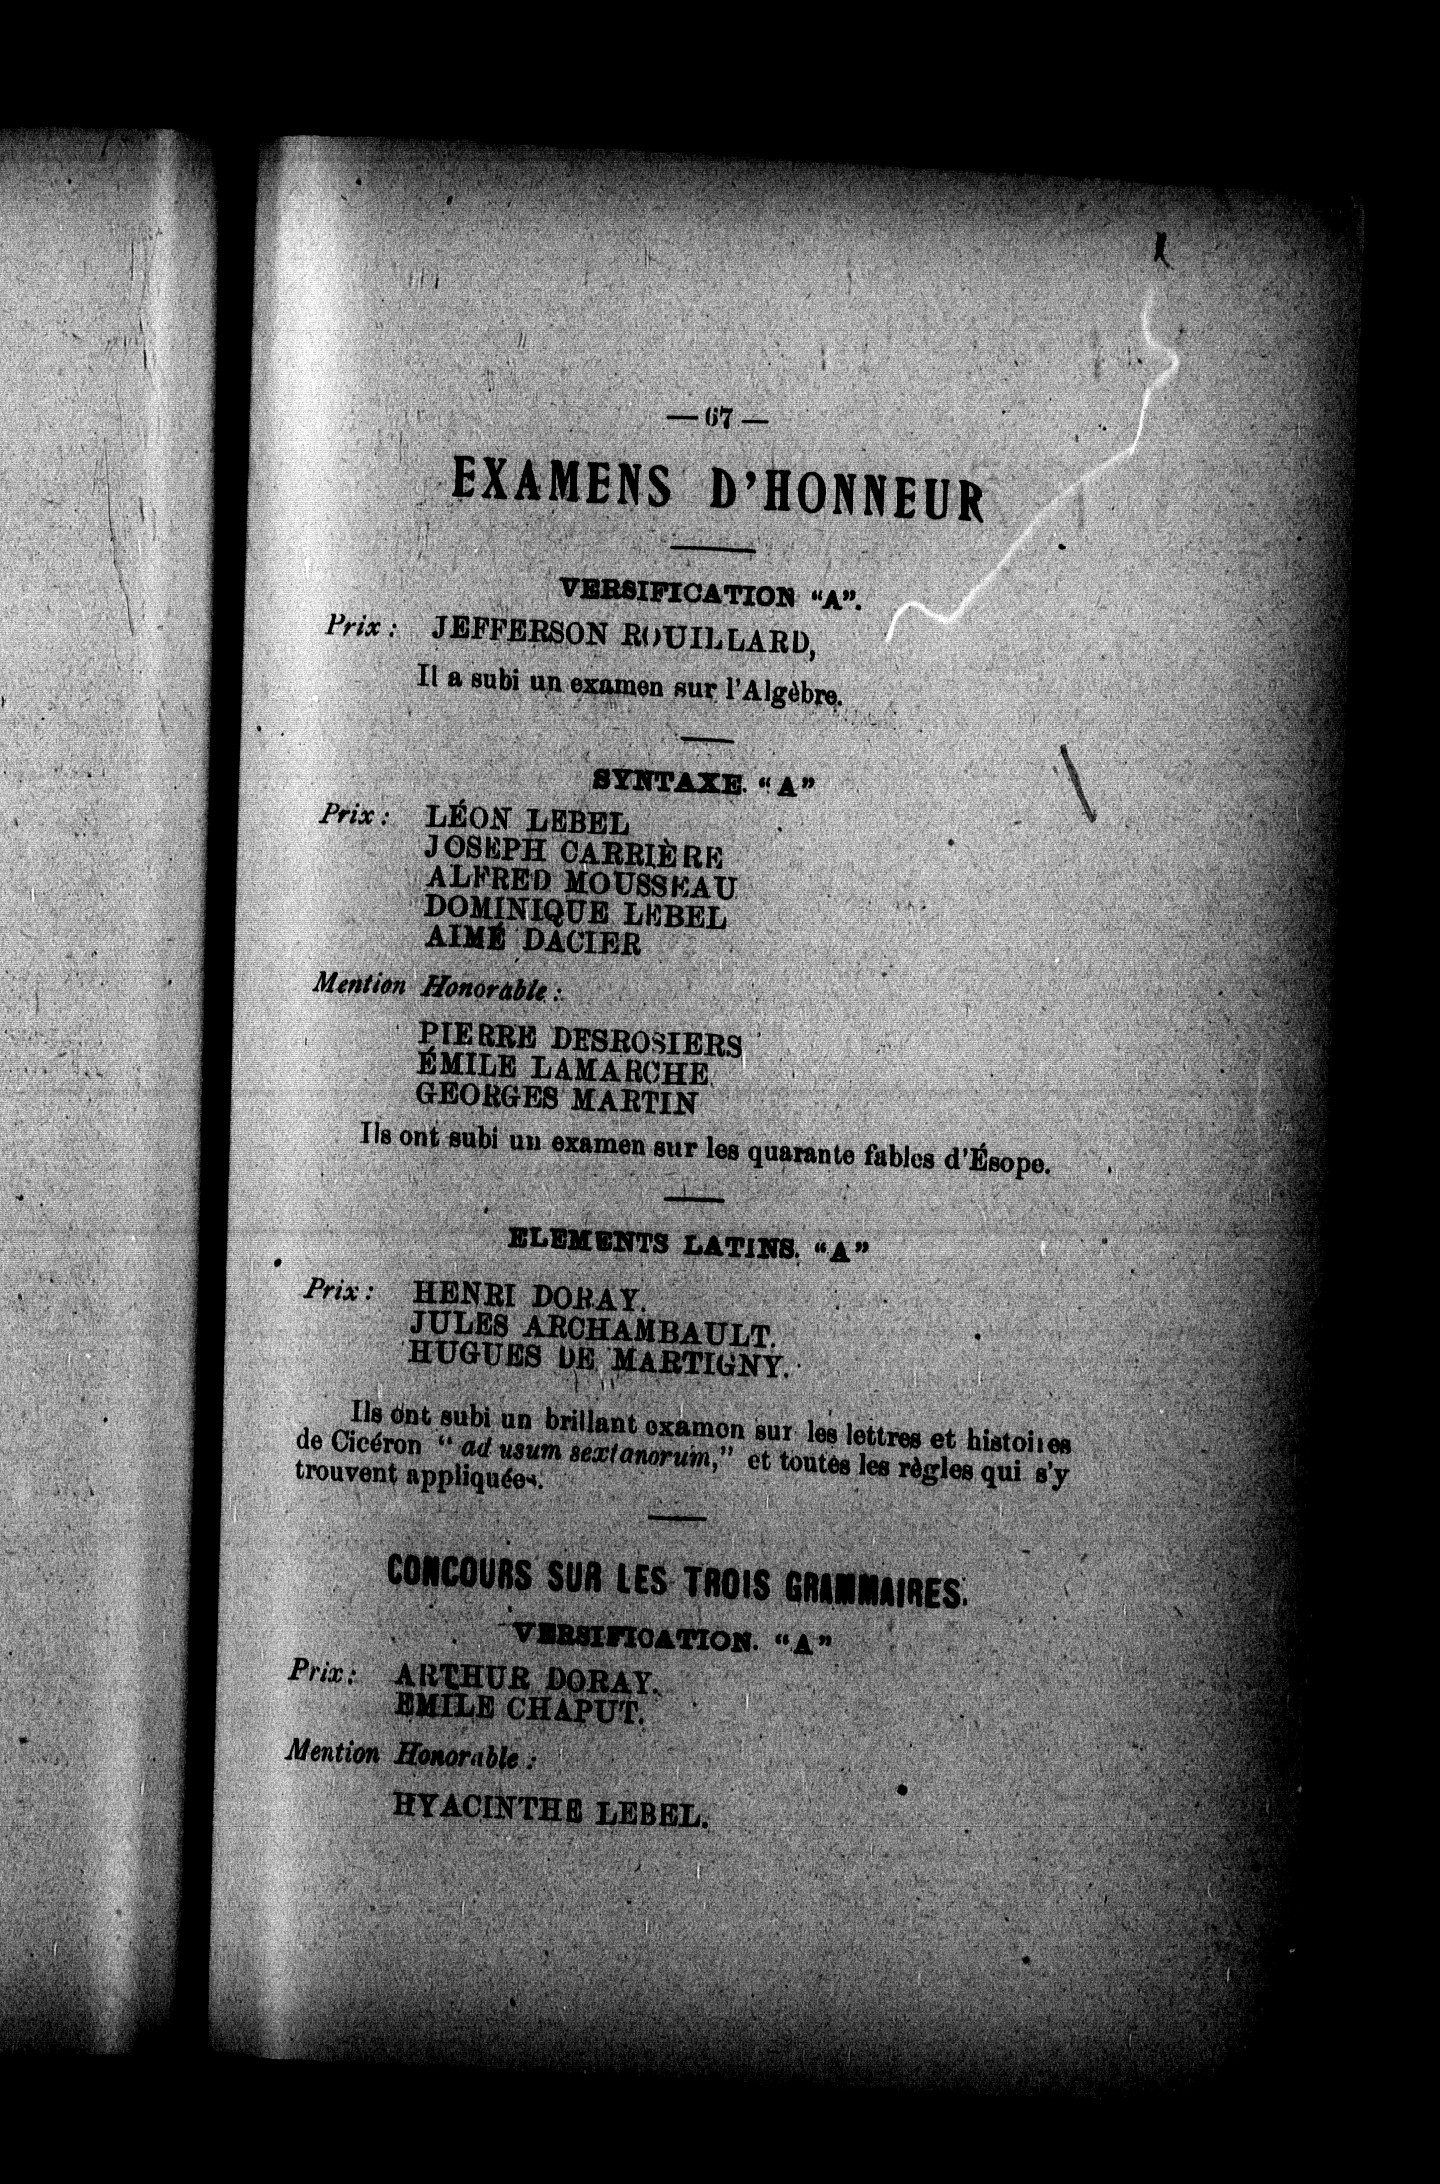 — 67 —
EXAMENS D'HONNEUR
VERSIFICATION "A".
Prix : JEFFERSON ROUILLARD,
Il a subi un examen sur l'Algèbre.
SYNTAXE. "A"
Prix : LÉON LEBEL
JOSEPH CARRIÈRE
ALFRED MOUSSEAU
DOMINIQUE LEBEL
AIMÉ DACIER
Mention Honorable :
PIERRE DESROSIERS
ÉMILE LAMARCHE
GEORGES MARTIN
Ils ont subi un examen sur les quarante fables d'Ésope.
ELEMENTS LATINS. "A"
Prix : HENRI DORAY.
JULES ARCHAMBAULT.
HUGUES DE MARTIGNY.
Ils ont subi un brillant examen sur les lettres et histoires
de Cicéron " ad usum sextanorum," et toutes les règles qui s'y
trouvent appliquées.
CONCOURS SUR LES TROIS GRAMMAIRES.
VERSIFICATION. "A"
Prix : ARTHUR DORAY.
EMILE CHAPUT.
Mention Honorable :
HYACINTHE LEBEL.